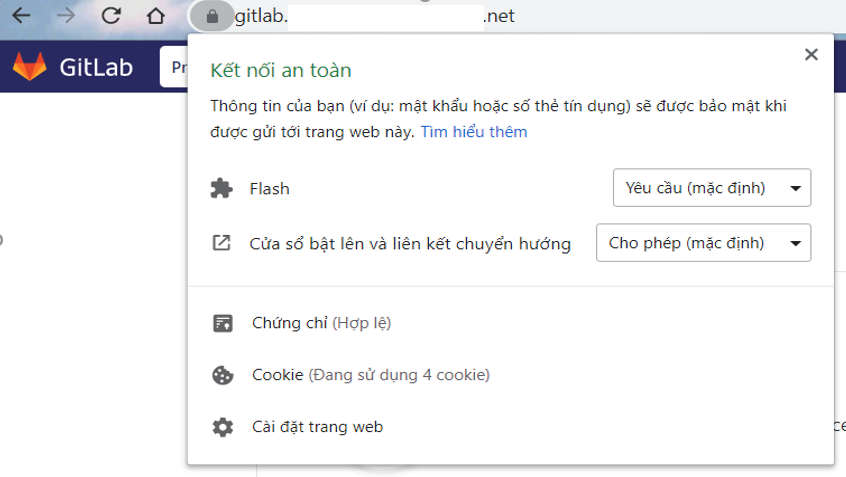 gitlab. .net
GitLab
Pr
Kết nối an toàn
Thông tin của bạn (ví dụ: mật khẩu hoặc số thẻ tín dụng) sẽ được bảo mật khi
được gửi tới trang web này. Tìm hiểu thêm
Flash Yêu cầu (mặc định)
Cửa sổ bật lên và liên kết chuyển hướng Cho phép (mặc định)
Chứng chỉ (Hợp lệ)
Cookie (Đang sử dụng 4 cookie)
Cài đặt trang web
ce